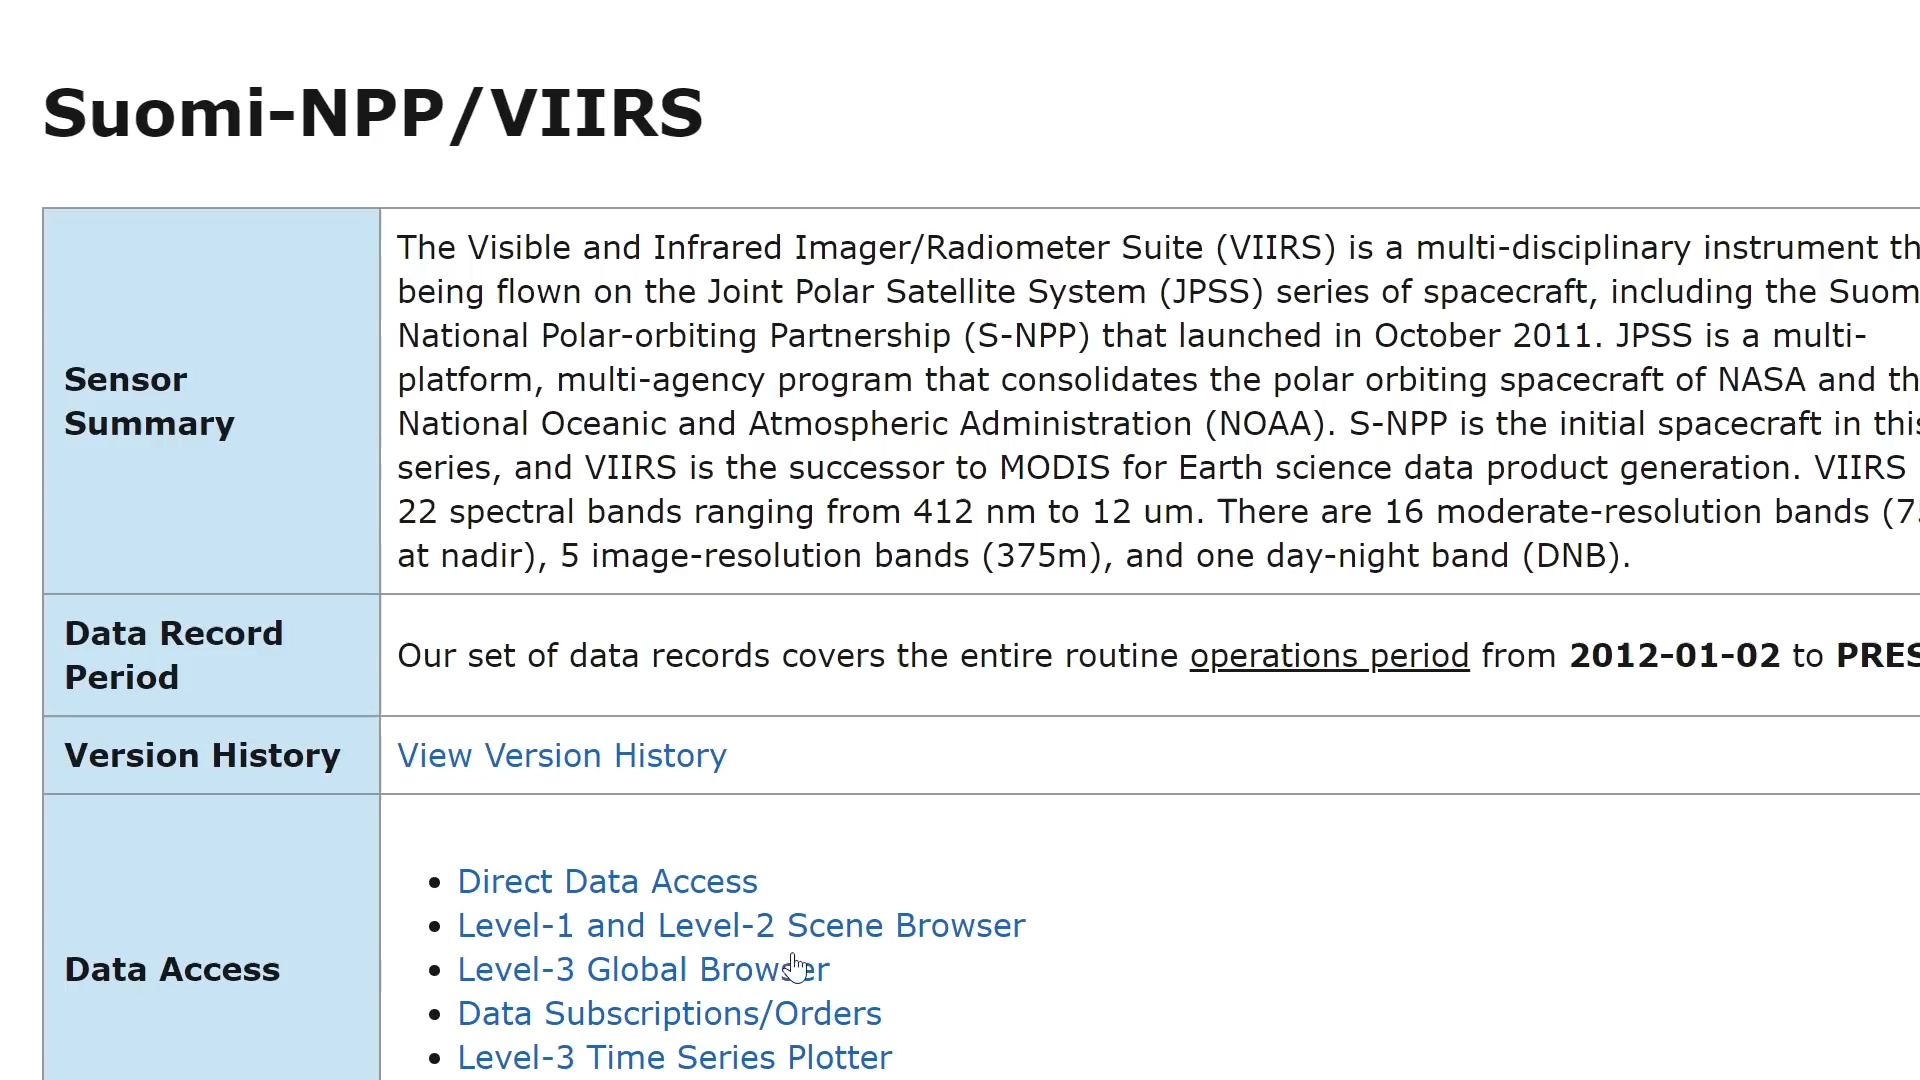 Suomi-NPP/VIIRS
Sensor
Summary
The Visible and Infrared Imager/Radiometer Suite (VIIRS) is a multi-disciplinary instrument
being flown on the Joint Polar Satellite System (JPSS) series of spacecraft, including the
National Polar-orbiting Partnership (S-NPP) that launched in October 2011. JPSS is a multi-
platform, multi-agency program that consolidates the polar orbiting spacecraft of NASA and
National Oceanic and Atmospheric Administration (NOAA). S-NPP is the initial spacecraft in
series, and VIIRS is the successor to MODIS for Earth science data product generation. VIIRS
22 spectral bands ranging from 412 nm to 12 um. There are 16 moderate-resolution bands
at nadir), 5 image-resolution bands (375m), and one day-night band (DNB).
Data Record
Period
Our set of data records covers the entire routine operations period from 2012-01-02 to
Version History
View Version History
Data Access
Direct Data Access
Level-1 and Level-2 Scene Browser
Level-3 Global Browser
Data Subscriptions/Orders
Level-3 Time Series Plotter